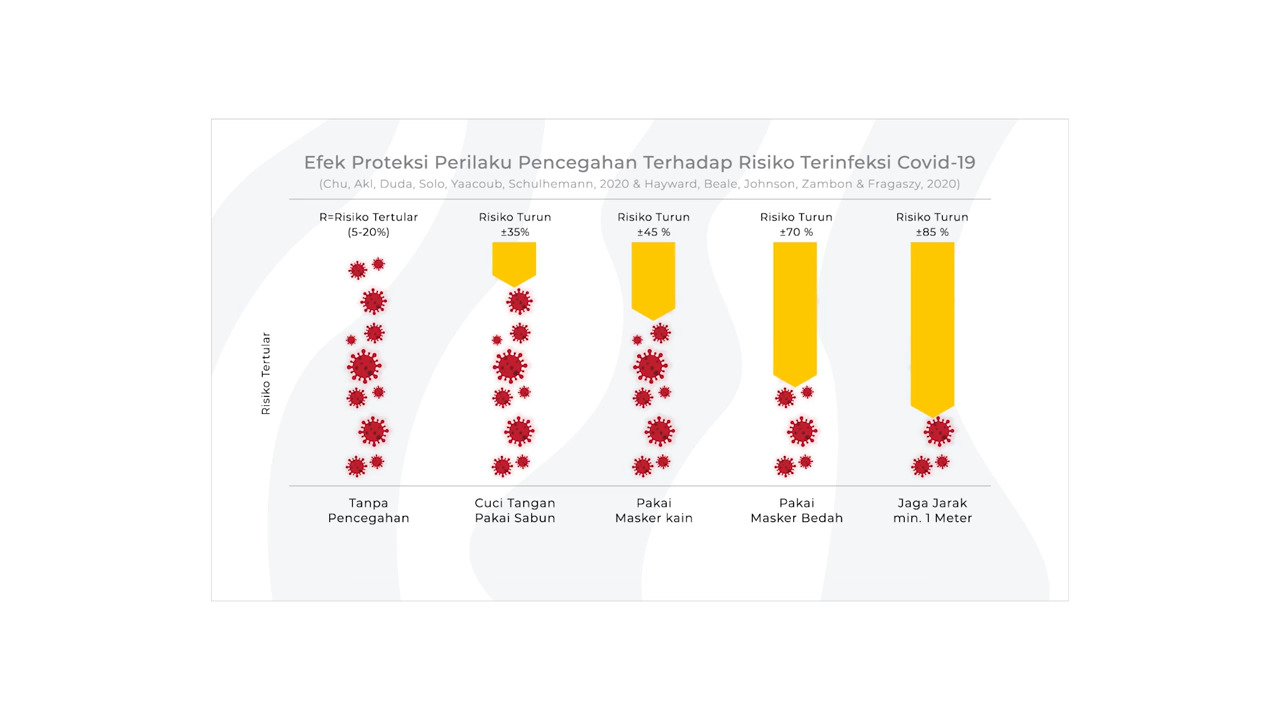 Efek Proteksi Perilaku Pencegahan Terhadap Risiko Terinfeksi Covid-19
(Chu, Akl, Duda, Solo, Yaacoub, Schulhemann, 2020 & Hayward, Beale, Johnson, Zambon & Fragaszy, 2020)
R=Risiko Tertular
(5-20%)
Risiko Turun
±35%
Risiko Turun
±45 %
Risiko Turun
±70 %
Risiko Turun
±85 %
Risiko Tertular
Tanpa
Pencegahan
Cuci Tangan
Pakai Sabun
Pakai
Masker kain
Pakai
Masker Bedah
Jaga Jarak
min. 1 Meter